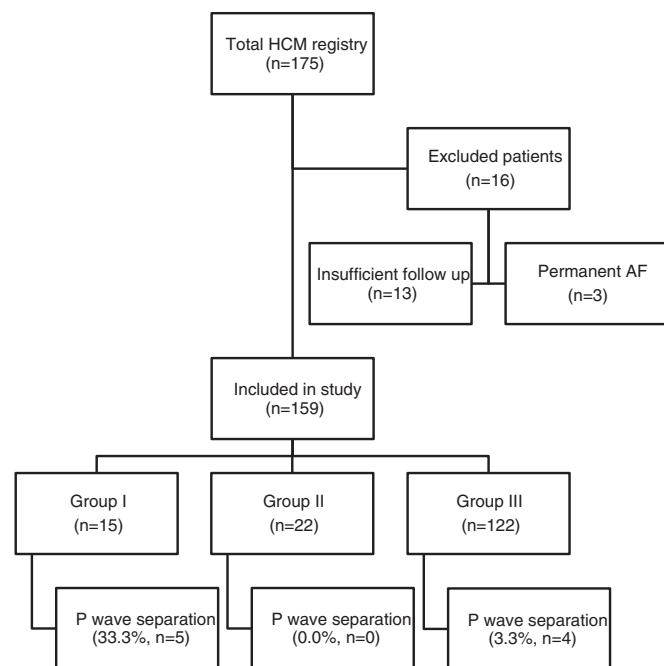 Total HCM registry
(n=175)
Excluded patients
(n=16)
Insufficient follow up
(n=13)
Permanent AF
(n=3)
Included in study
(n=159)
Group I
(n=15)
Group II
(n=22)
Group III
(n=122)
P wave separation
(33.3%, n=5)
P wave separation
(0.0%, n=0)
P wave separation
(3.3%, n=4)